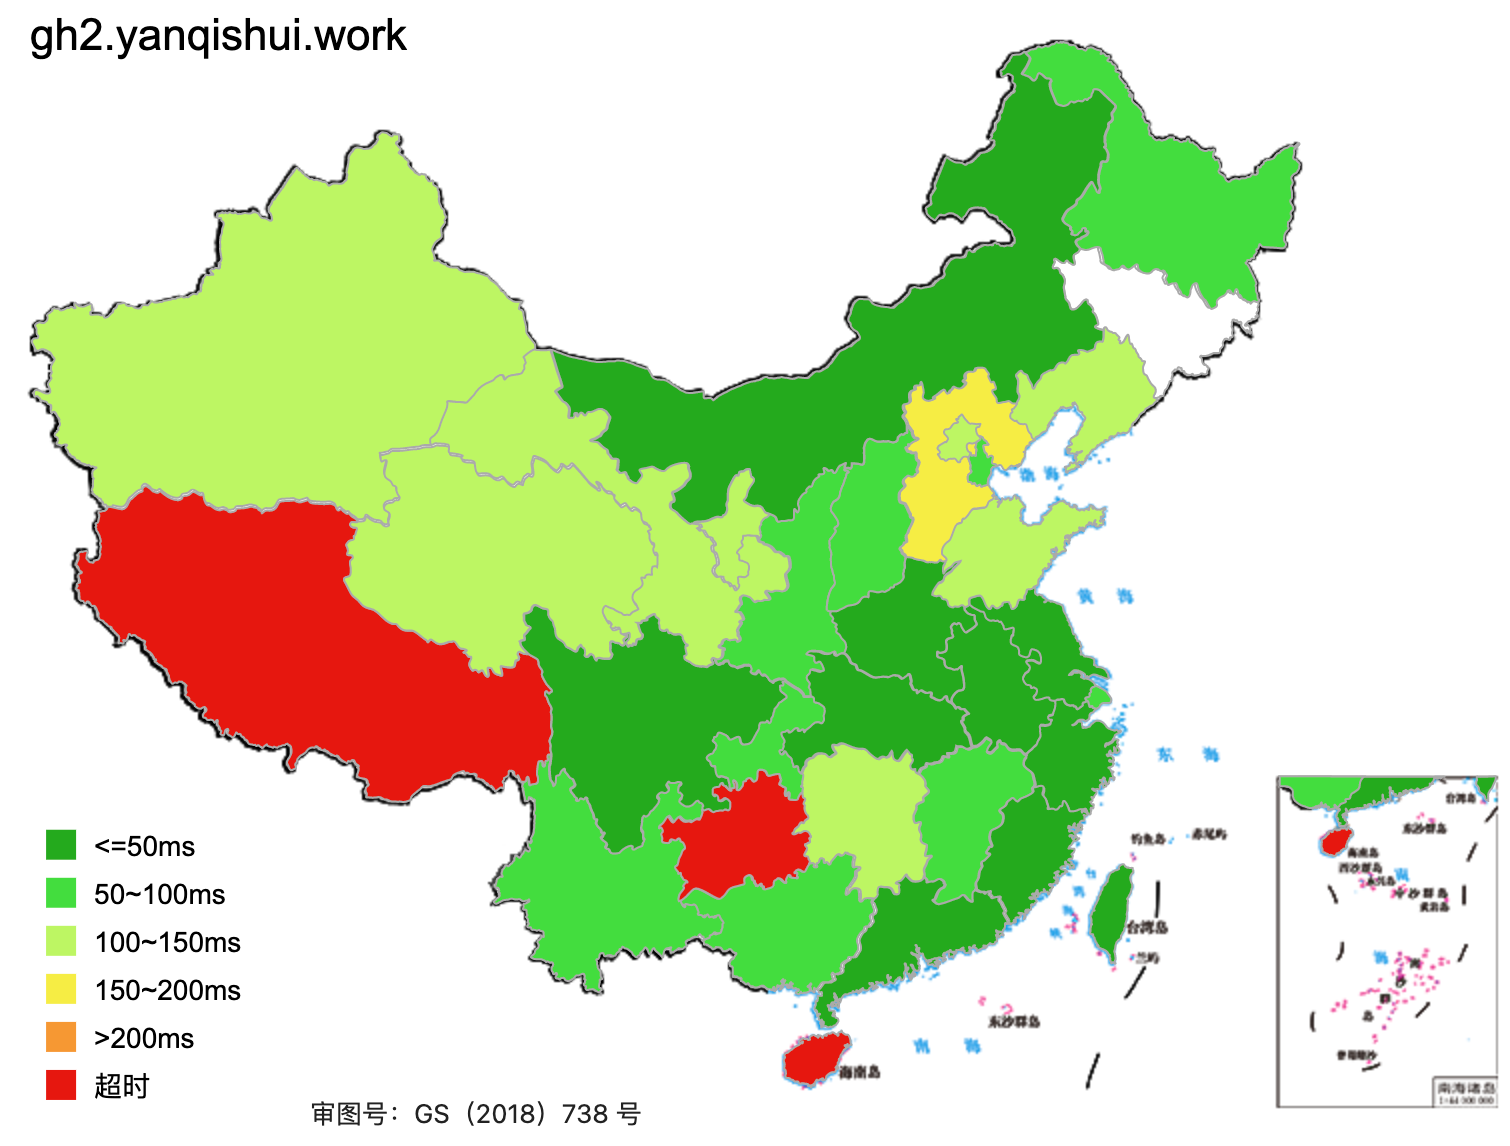 gh2.yanqishui.work
渤 海
黄 海
东 海
台湾岛
东沙群岛
钓鱼岛
赤尾屿
<=50ms
50~100ms
100~150ms
150~200ms
>200ms
超时
海南岛
西沙群岛
中沙群岛
黄岩岛
台湾岛
兰屿
东沙群岛
南 海
海南岛
曾母暗沙
南海诸岛
审图号：GS（2018）738 号